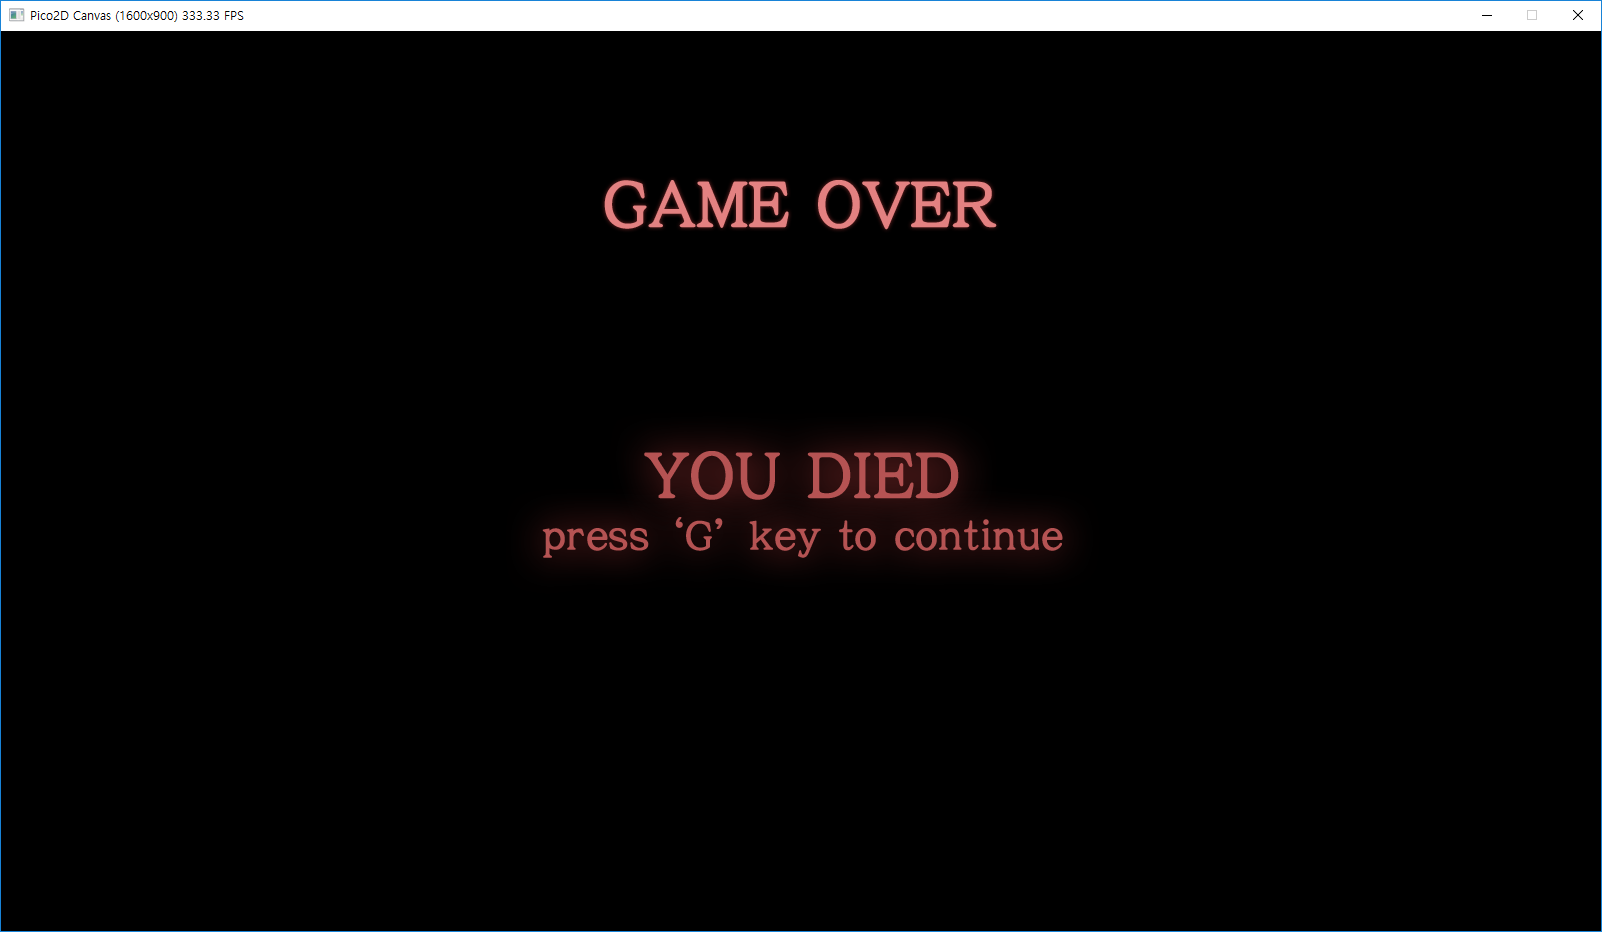 Pico2D Canvas (1600x900) 333.33 FPS
GAME OVER
YOU DIED
press ‘G’ key to continue